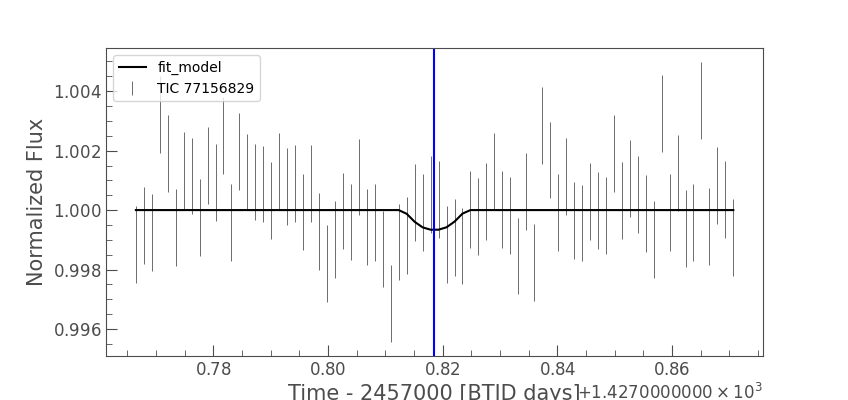 fit_model
TIC 77156829
1.004
1.002
1.000
0.998
0.996
Normalized Flux
0.78 0.80 0.82 0.84 0.86
Time - 2457000 [BTJD days]
+1.4270000000 × 10³